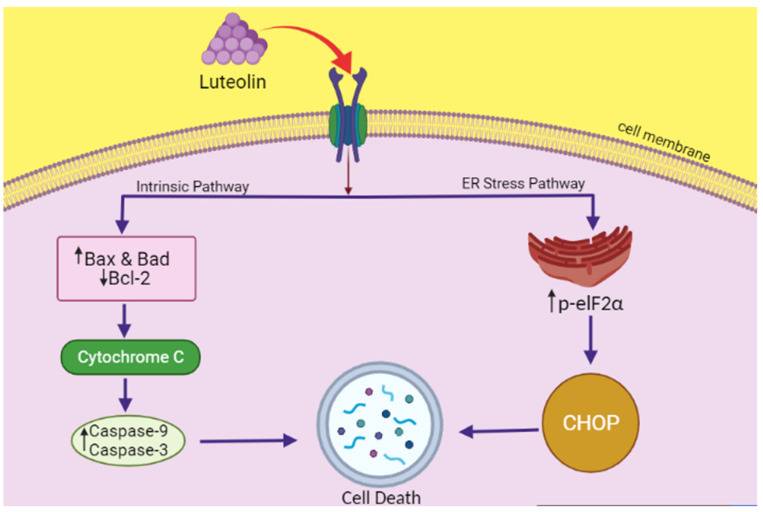 Luteolin
cell membrane
Intrinsic Pathway
ER Stress Pathway
↑Bax & Bad
↓Bcl-2
↑p-elF2α
Cytochrome C
CHOP
↑Caspase-9
Caspase-3
Cell Death